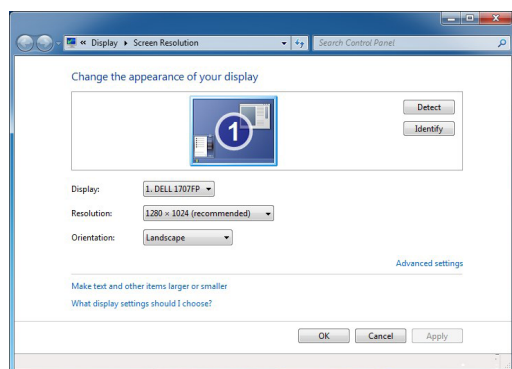 « Display ▸ Screen Resolution
Search Control Panel
Change the appearance of your display
1
Detect
Identify
Display: 1. DELL 1707FP
Resolution: 1280 × 1024 (recommended)
Orientation: Landscape
Advanced settings
Make text and other items larger or smaller
What display settings should I choose?
OK Cancel Apply